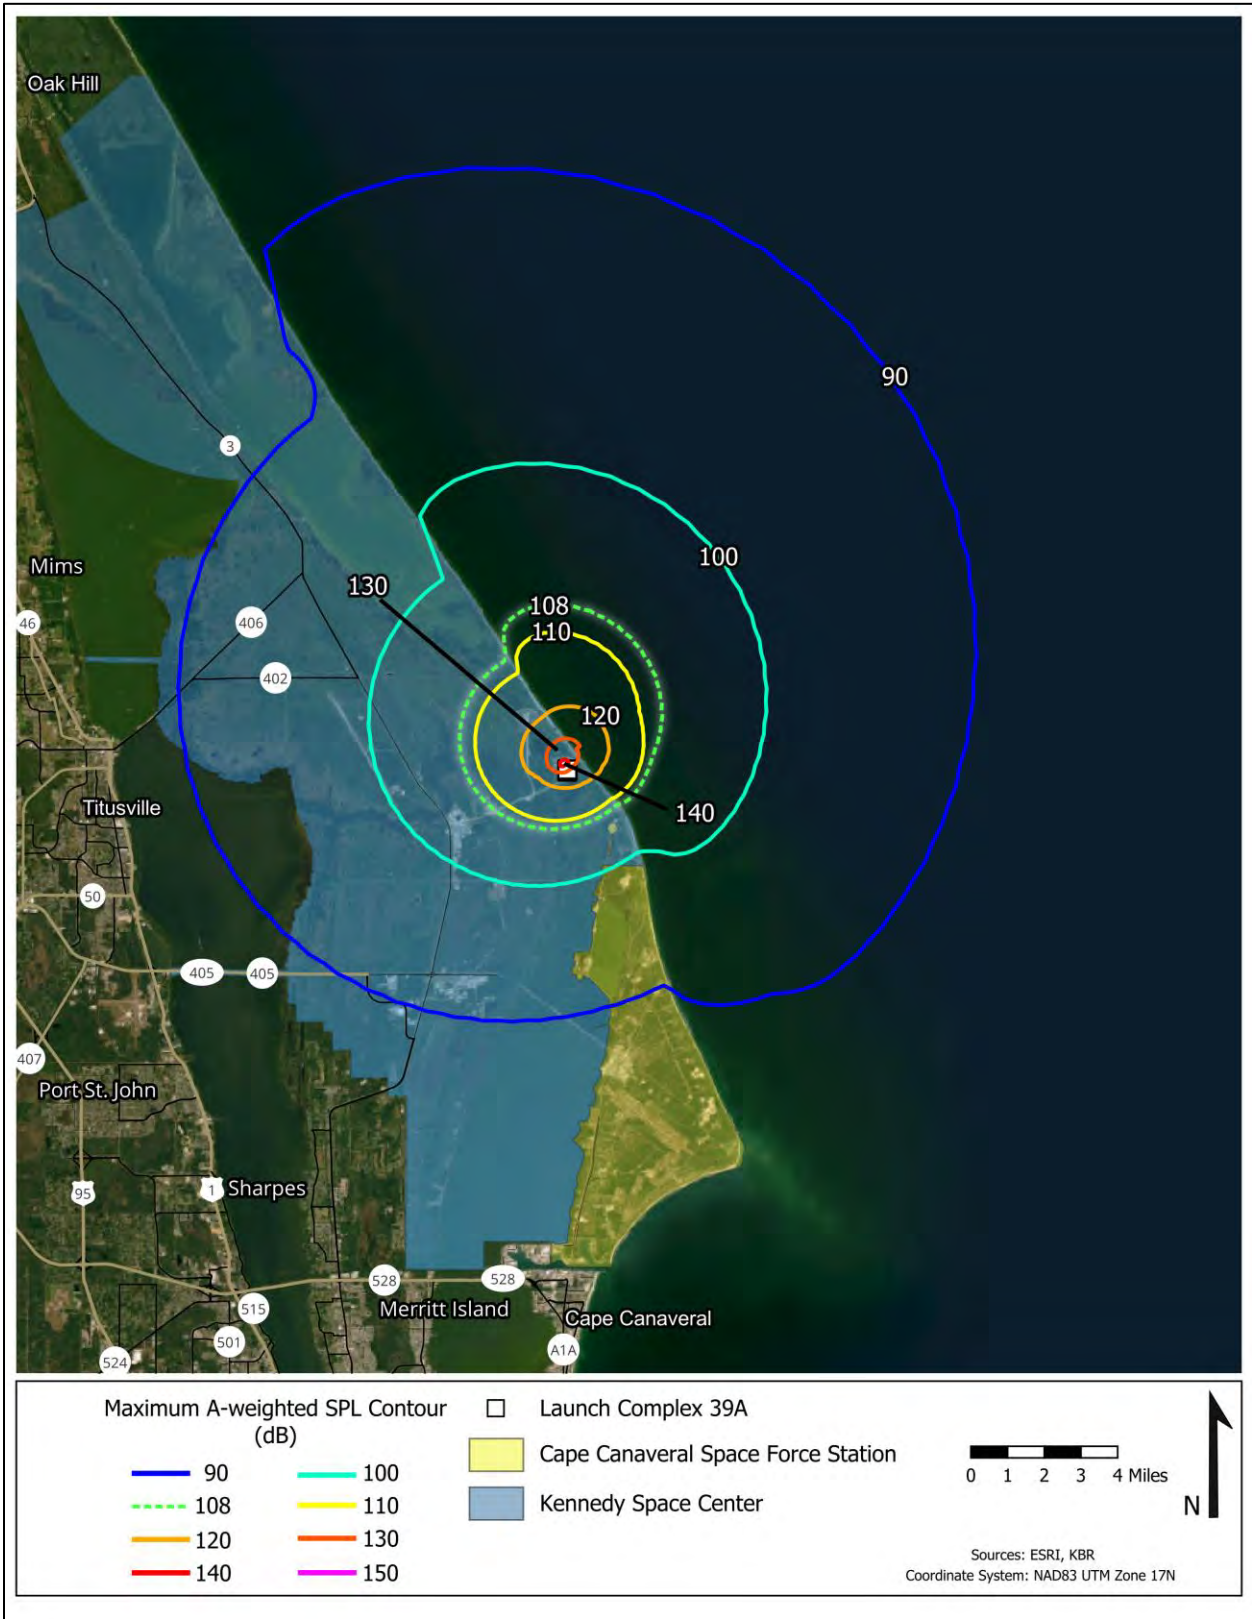 Oak Hill
90
3
100
Mims
130
108
46
406
110
402
120
Titusville
140
50
405
405
407
Port St. John
95
1
Sharpes
528
528
515
Merritt Island
Cape Canaveral
501
A1A
524
Maximum A-weighted SPL Contour
(dB)
90
100
108
110
120
130
140
150
Launch Complex 39A
Cape Canaveral Space Force Station
Kennedy Space Center
0 1 2 3 4 Miles
N
Sources: ESRI, KBR
Coordinate System: NAD83 UTM Zone 17N